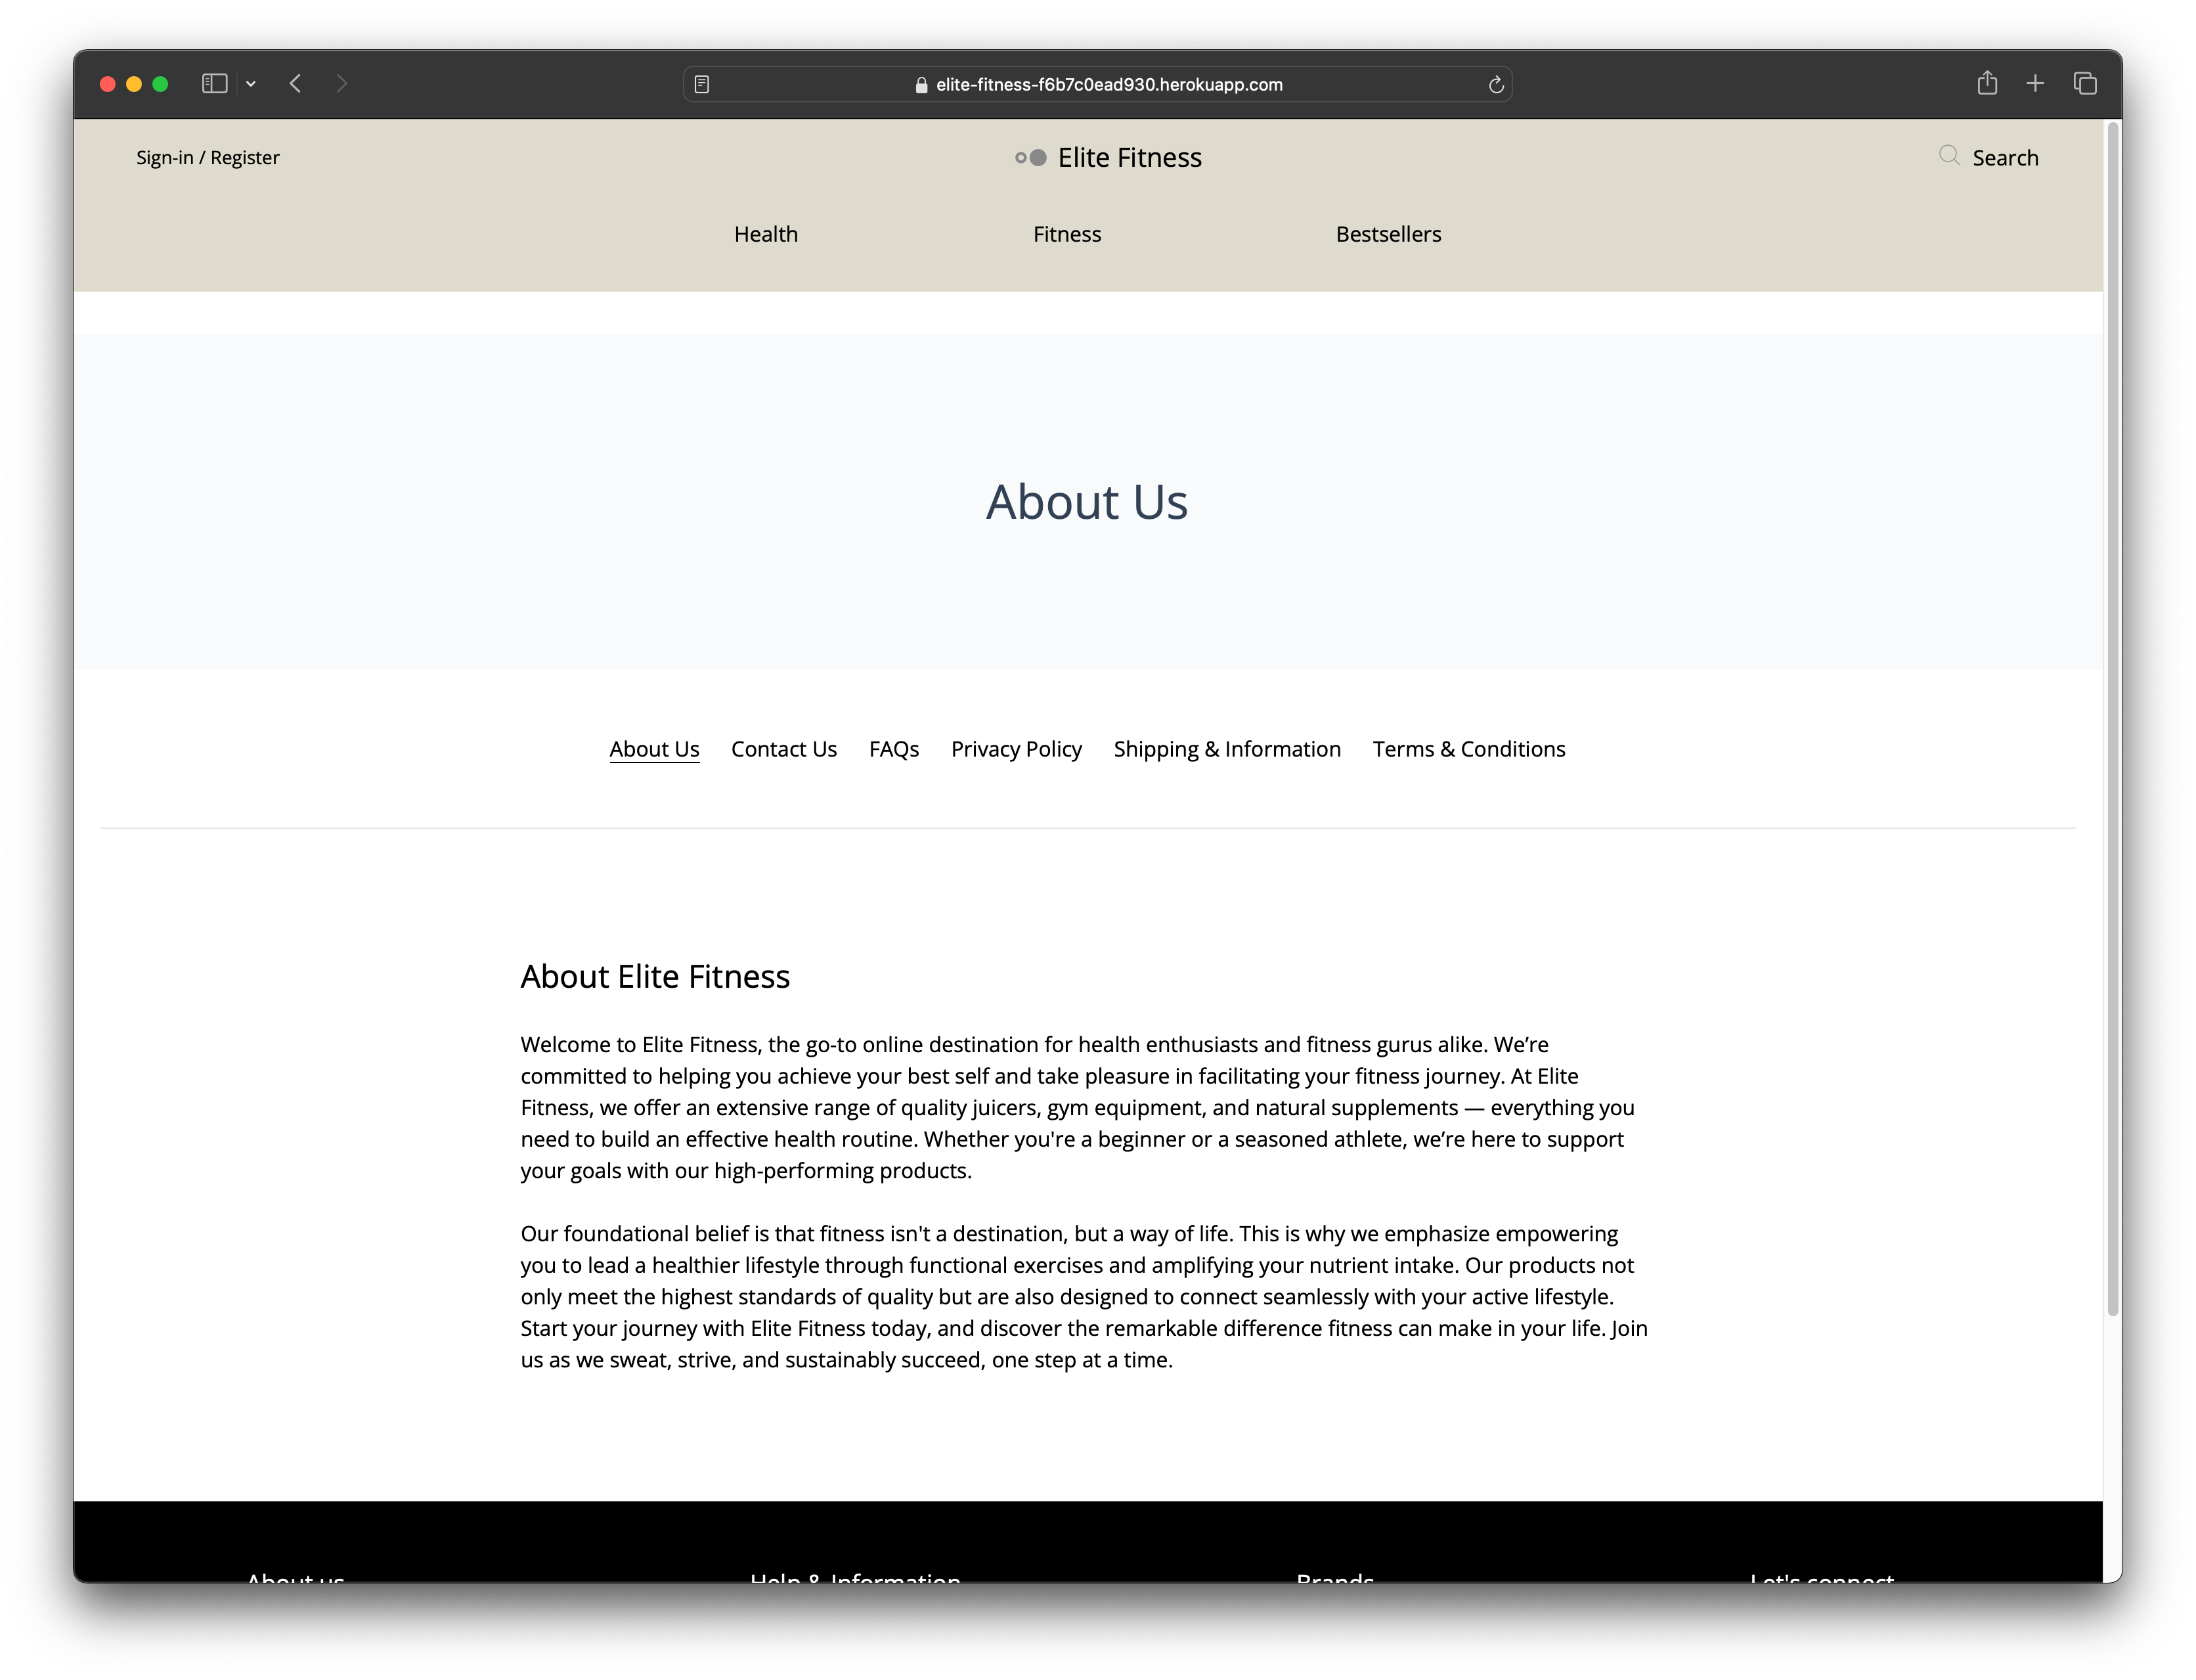 elite-fitness-f6b7c0ead930.herokuapp.com
Sign-in / Register
Elite Fitness
Search
Health
Fitness
Bestsellers
About Us
About Us
Contact Us
FAQs
Privacy Policy
Shipping & Information
Terms & Conditions
About Elite Fitness
Welcome to Elite Fitness, the go-to online destination for health enthusiasts and fitness gurus alike. We’re
committed to helping you achieve your best self and take pleasure in facilitating your fitness journey. At Elite
Fitness, we offer an extensive range of quality juicers, gym equipment, and natural supplements — everything you
need to build an effective health routine. Whether you're a beginner or a seasoned athlete, we’re here to support
your goals with our high-performing products.
Our foundational belief is that fitness isn't a destination, but a way of life. This is why we emphasize empowering
you to lead a healthier lifestyle through functional exercises and amplifying your nutrient intake. Our products not
only meet the highest standards of quality but are also designed to connect seamlessly with your active lifestyle.
Start your journey with Elite Fitness today, and discover the remarkable difference fitness can make in your life. Join
us as we sweat, strive, and sustainably succeed, one step at a time.
About us
Help & Information
Brands
Let's connect